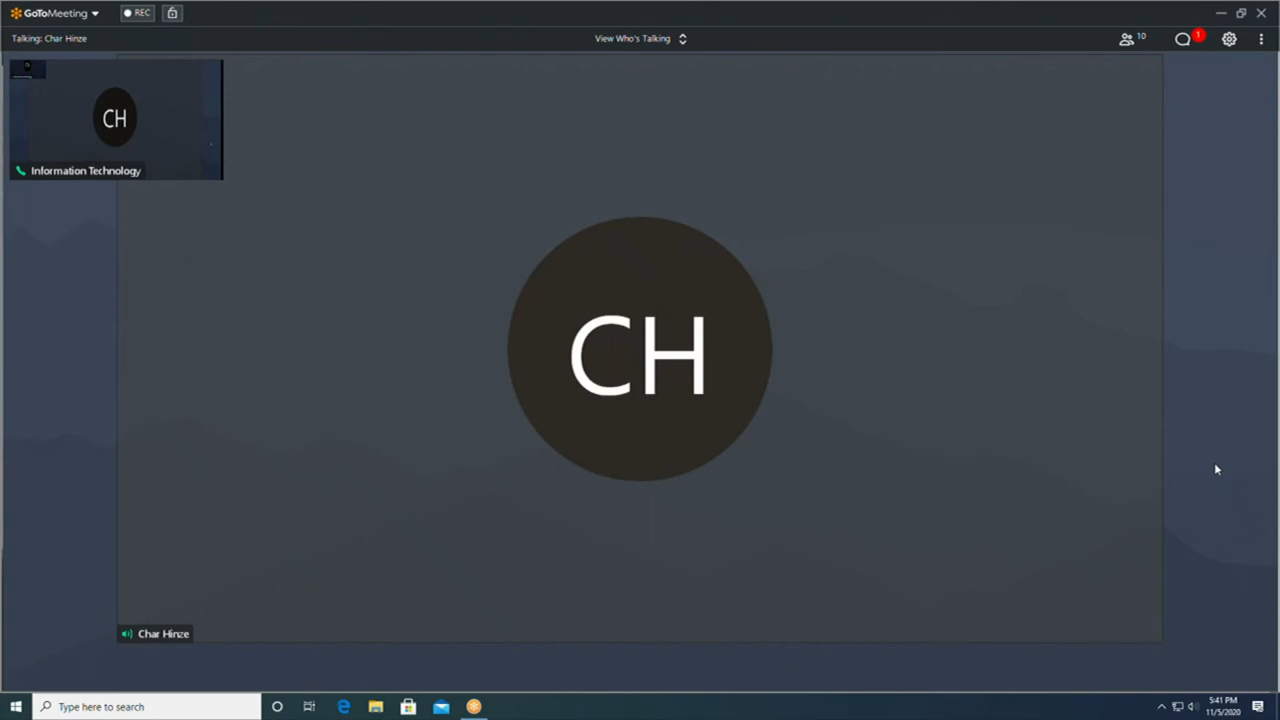 GoToMeeting
REC
Talking: Char Hinze
View Who's Talking
10
1
CH
Information Technology
CH
Char Hinze
Type here to search
5:41 PM
11/5/2020